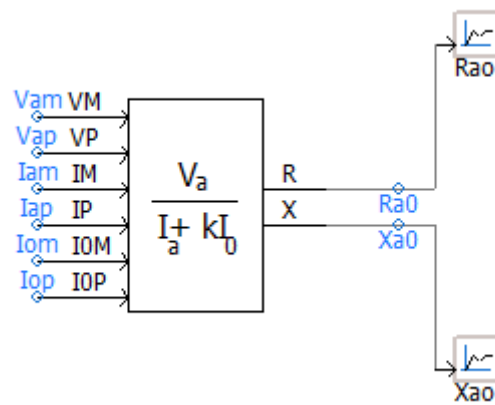 Rao
Vam VM
Vap VP
Iam IM
Iap IP
Iom I0M
Iop I0P
Va
Ia+ kI0
R
X
Ra0
Xa0
Xao